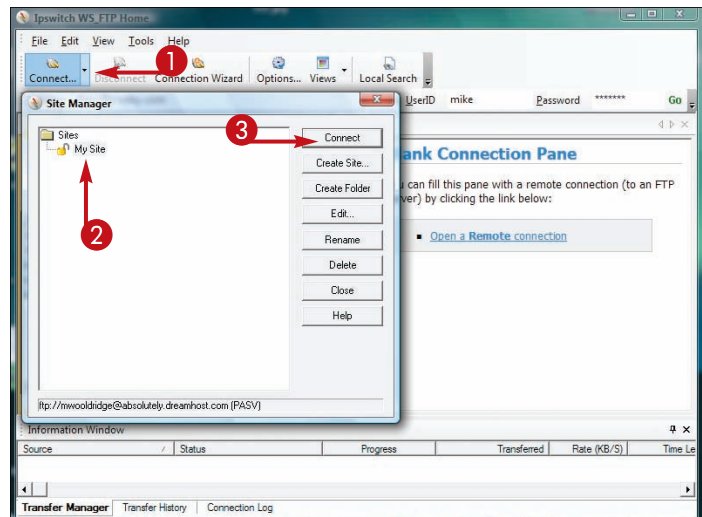 Ipswitch WS_FTP Home
File Edit View Tools Help
1
Connect... Disconnect Connection Wizard Options... Views Local Search
UserID mike Password ******* Go
Site Manager
3
Sites
My Site
2
Connect
Create Site...
Create Folder
Edit...
Rename
Delete
Close
Help
ank Connection Pane
can fill this pane with a remote connection (to an FTP
ver) by clicking the link below:
Open a Remote connection
ftp://mwooldridge@absolutely.dreamhost.com (PASV)
Information Window
Source / Status Progress Transferred Rate (KB/S) Time Le
Transfer Manager Transfer History Connection Log